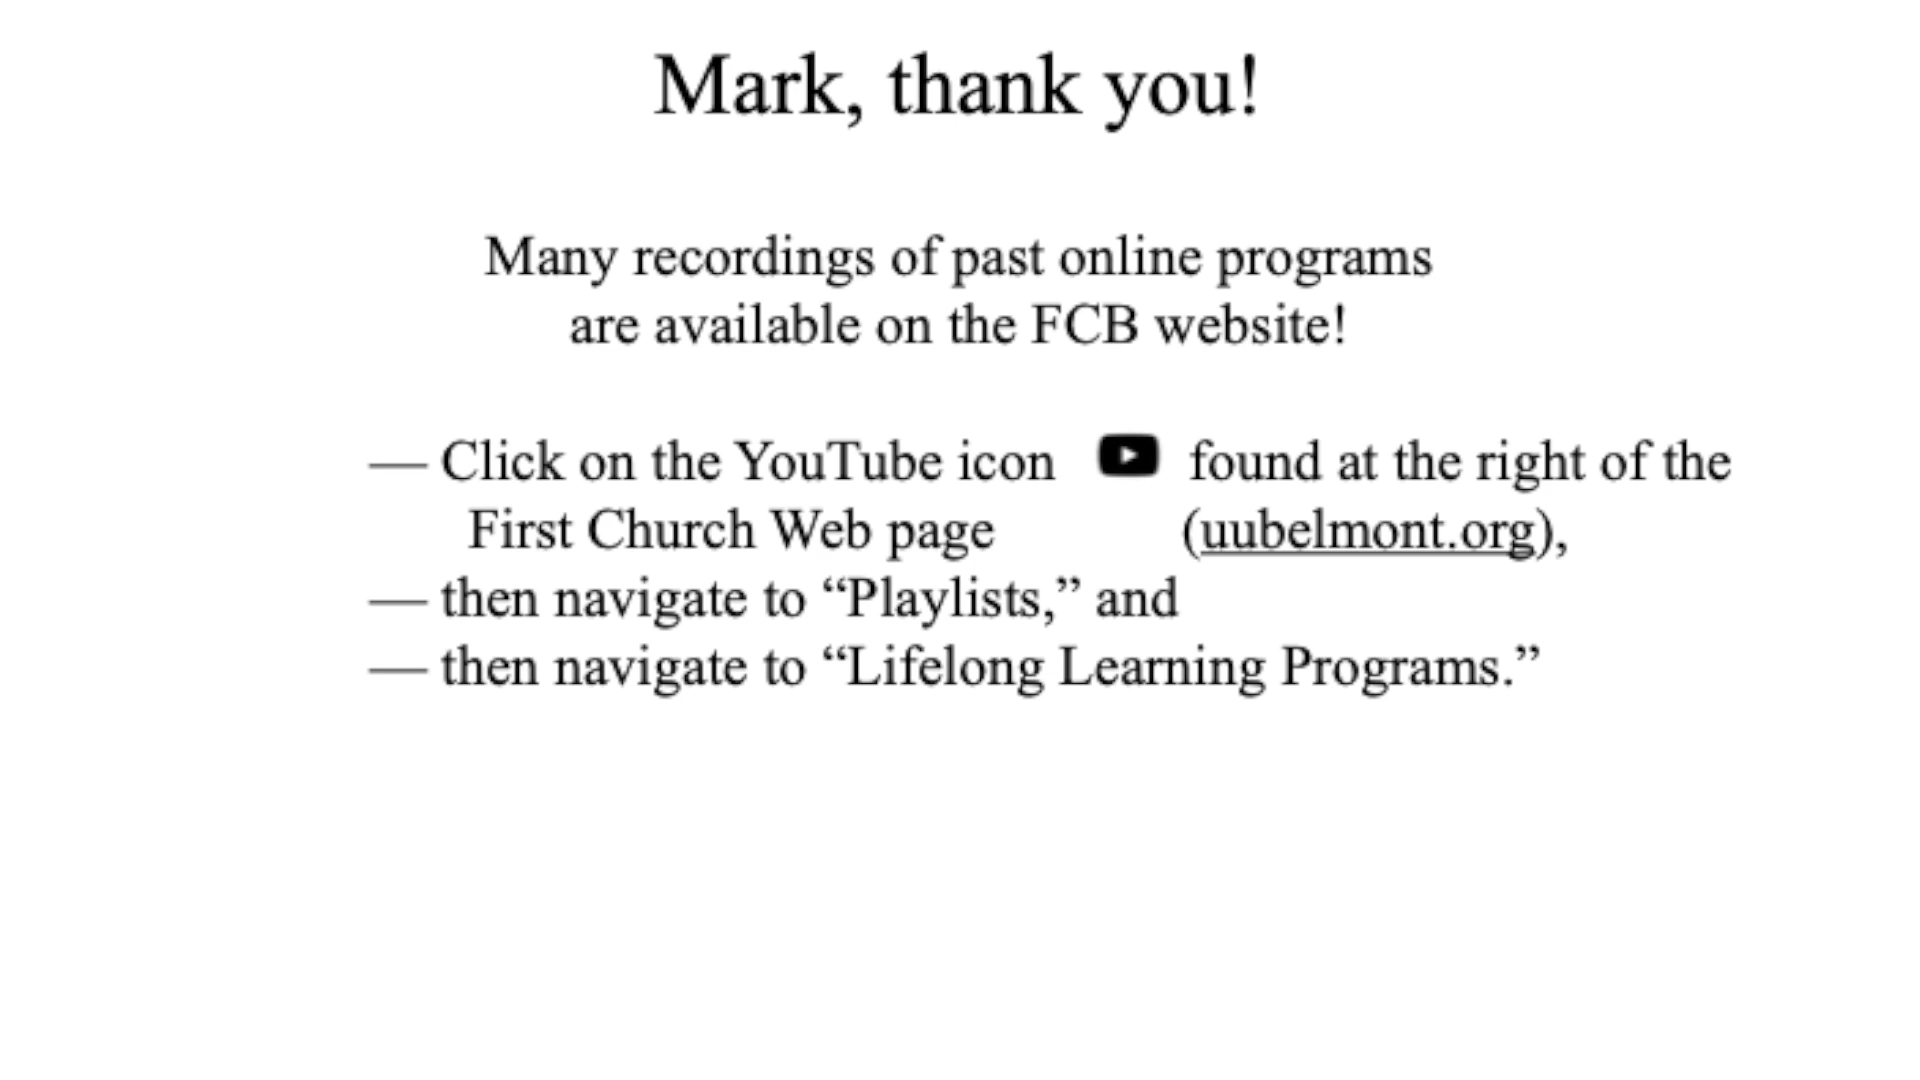 Mark, thank you!
Many recordings of past online programs
are available on the FCB website!
— Click on the YouTube icon found at the right of the
First Church Web page (uubelmont.org),
— then navigate to “Playlists,” and
— then navigate to “Lifelong Learning Programs.”